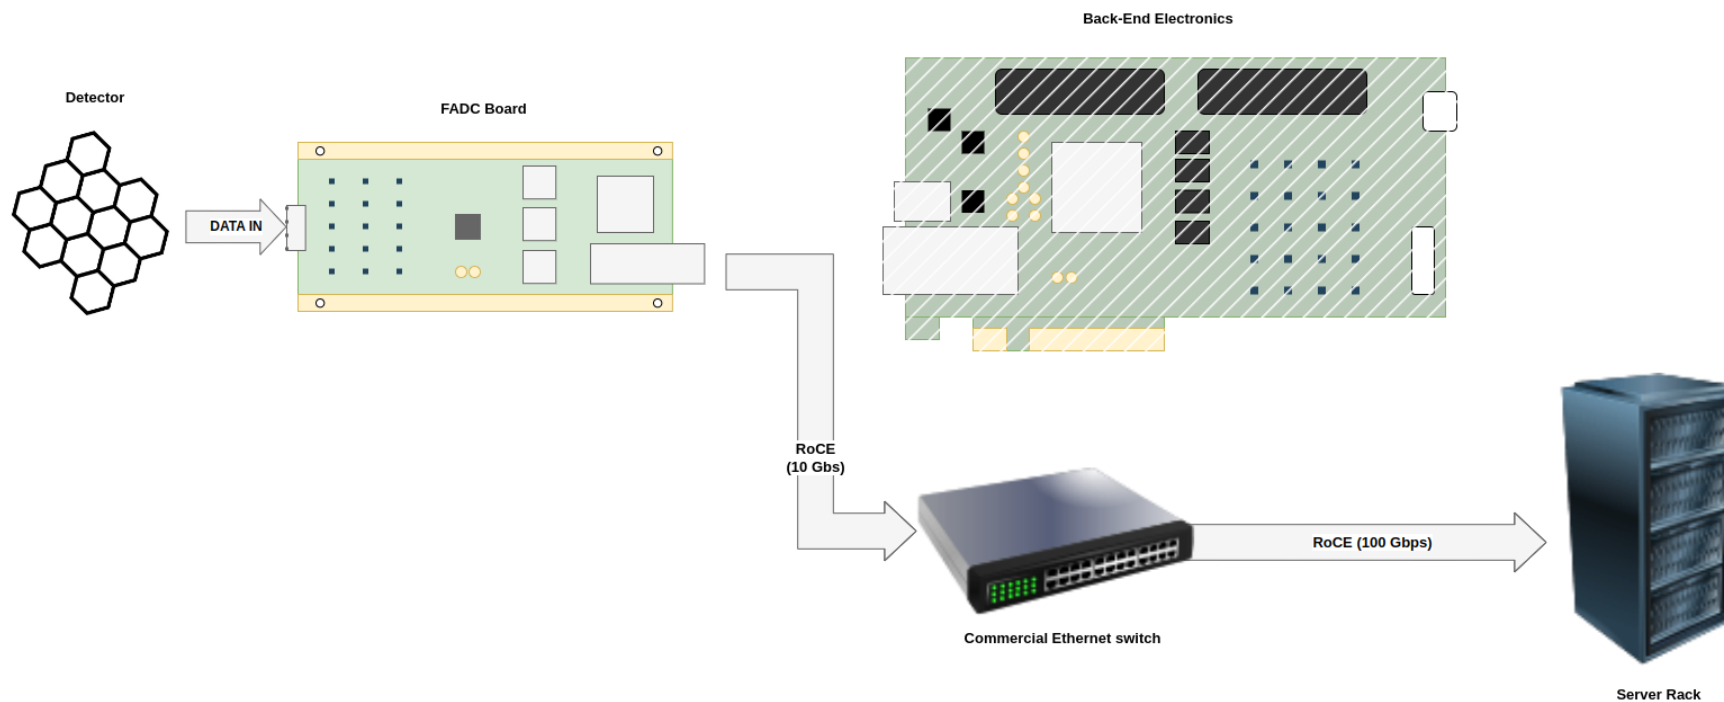 Back-End Electronics
Detector
FADC Board
DATA IN
RoCE
(10 Gbs)
RoCE (100 Gbps)
Commercial Ethernet switch
Server Rack